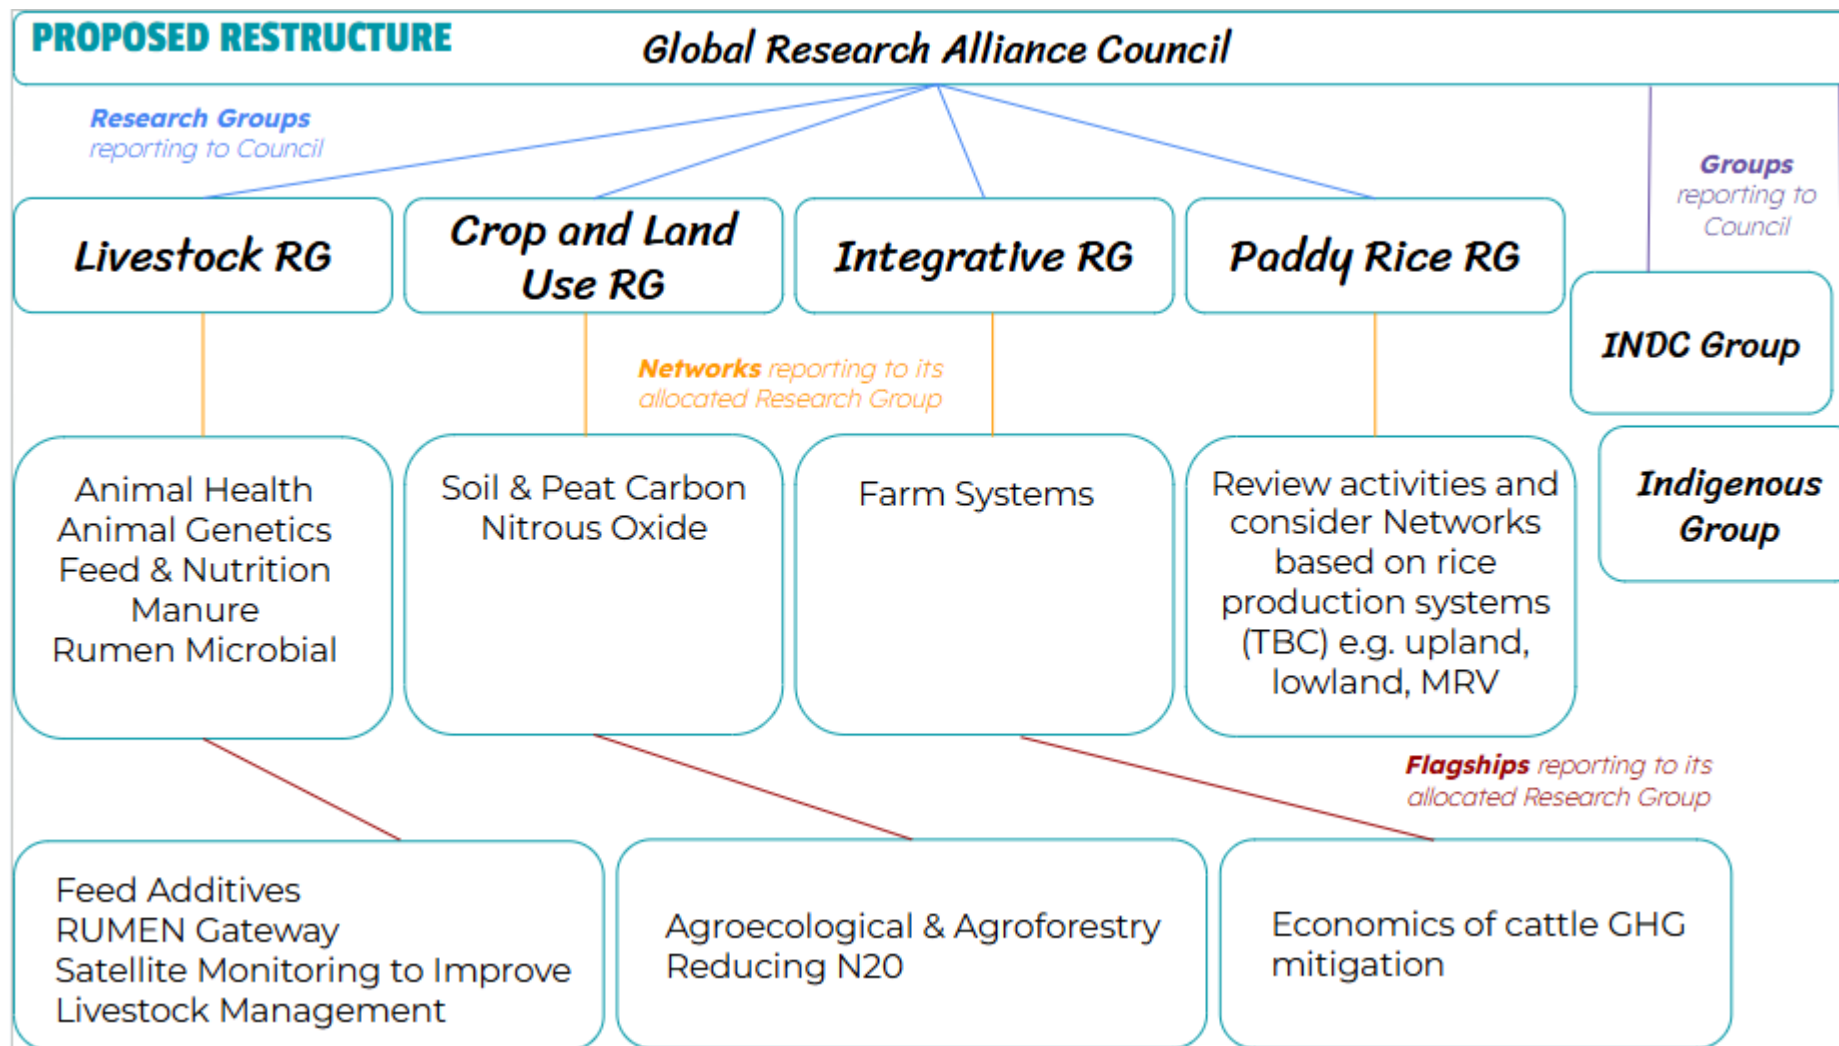 PROPOSED RESTRUCTURE
Global Research Alliance Council
Research Groups
reporting to Council
Groups
reporting to
Council
Livestock RG
Crop and Land
Use RG
Integrative RG
Paddy Rice RG
INDC Group
Indigenous
Group
Networks reporting to its
allocated Research Group
Animal Health
Animal Genetics
Feed & Nutrition
Manure
Rumen Microbial
Soil & Peat Carbon
Nitrous Oxide
Farm Systems
Review activities and
consider Networks
based on rice
production systems
(TBC) e.g. upland,
lowland, MRV
Flagships reporting to its
allocated Research Group
Feed Additives
RUMEN Gateway
Satellite Monitoring to Improve
Livestock Management
Agroecological & Agroforestry
Reducing N20
Economics of cattle GHG
mitigation